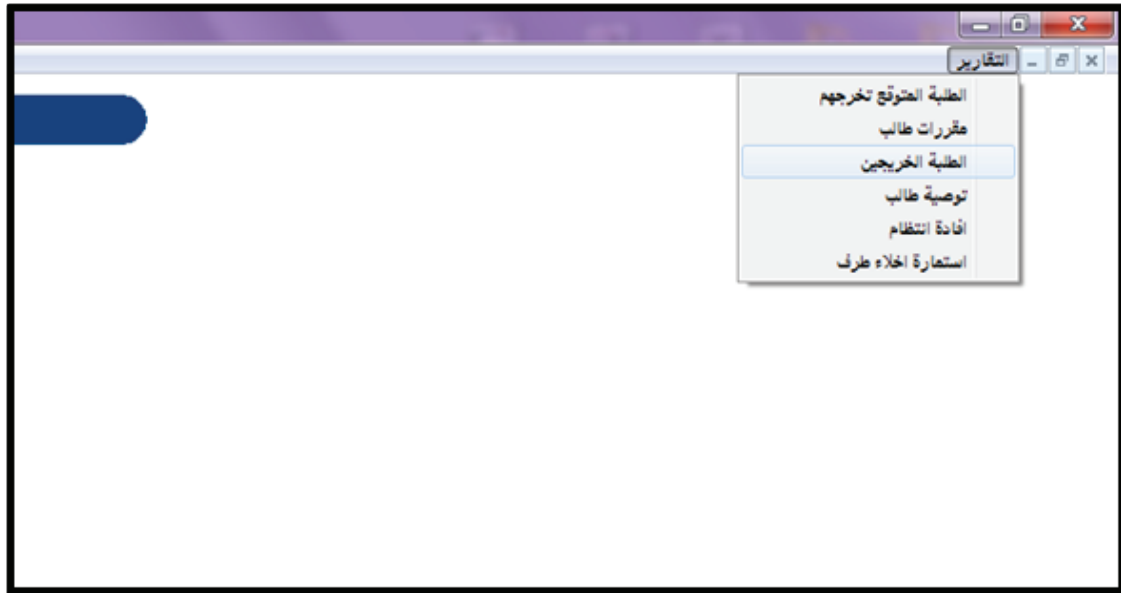 التقارير
الطلبة المتوقع تخرجهم
مقررات طالب
الطلبة الخريجين
توصية طالب
افادة انتظام
استمارة اخلاء طرف